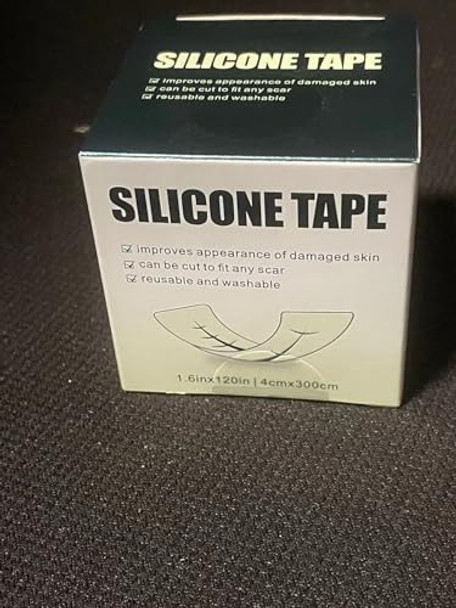 SILICONE TAPE
improves appearance of damaged skin
can be cut to fit any scar
reusable and washable
SILICONE TAPE
improves appearance of damaged skin
can be cut to fit any scar
reusable and washable
1.6inx120in | 4cmx300cm